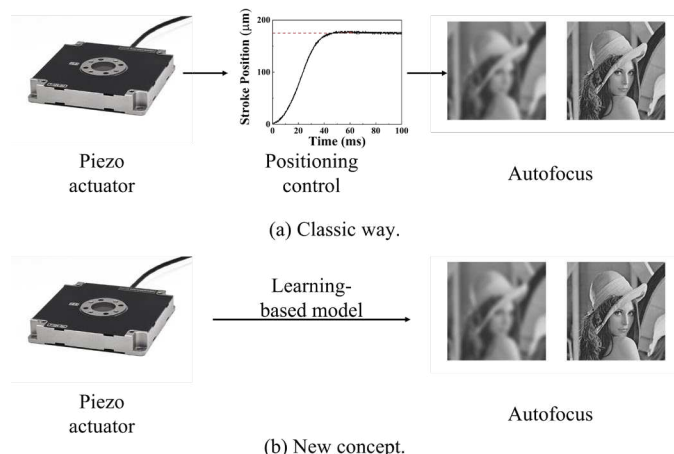 Stroke Position (μm)
200
100
0
0 20 40 60 80 100
Time (ms)
Piezo
actuator
Positioning
control
Autofocus
(a) Classic way.
Learning-
based model
Piezo
actuator
Autofocus
(b) New concept.